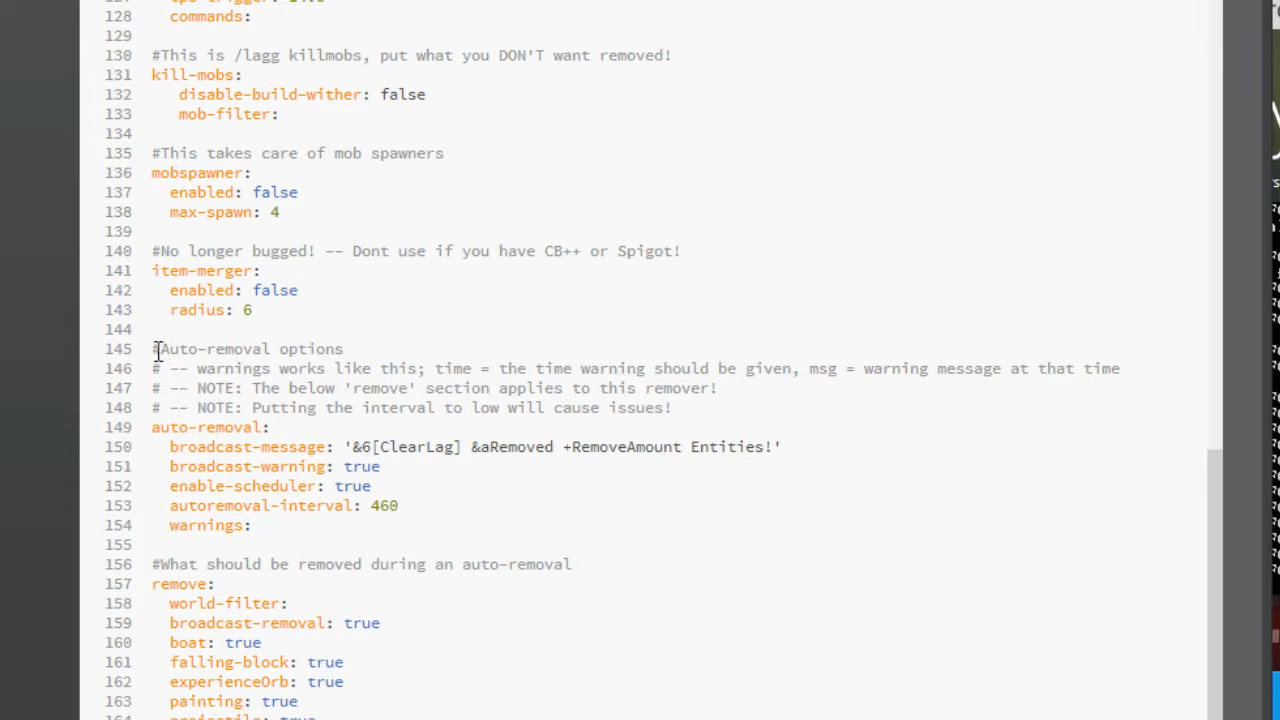 128 commands:
129
130 #This is /lagg killmobs, put what you DON'T want removed!
131 kill-mobs:
132 disable-build-wither: false
133 mob-filter:
134
135 #This takes care of mob spawners
136 mobspawner:
137 enabled: false
138 max-spawn: 4
139
140 #No longer bugged! -- Dont use if you have CB++ or Spigot!
141 item-merger:
142 enabled: false
143 radius: 6
144
145 #Auto-removal options
146 # -- warnings works like this; time = the time warning should be given, msg = warning message at that time
147 # -- NOTE: The below 'remove' section applies to this remover!
148 # -- NOTE: Putting the interval to low will cause issues!
149 auto-removal:
150 broadcast-message: '&6[ClearLag] &aRemoved +RemoveAmount Entities!'
151 broadcast-warning: true
152 enable-scheduler: true
153 autoremoval-interval: 460
154 warnings:
155
156 #What should be removed during an auto-removal
157 remove:
158 world-filter:
159 broadcast-removal: true
160 boat: true
161 falling-block: true
162 experienceOrb: true
163 painting: true